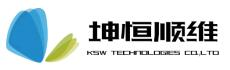 坤恒顺维
KSW TECHNOLOGIES CO.,LTD